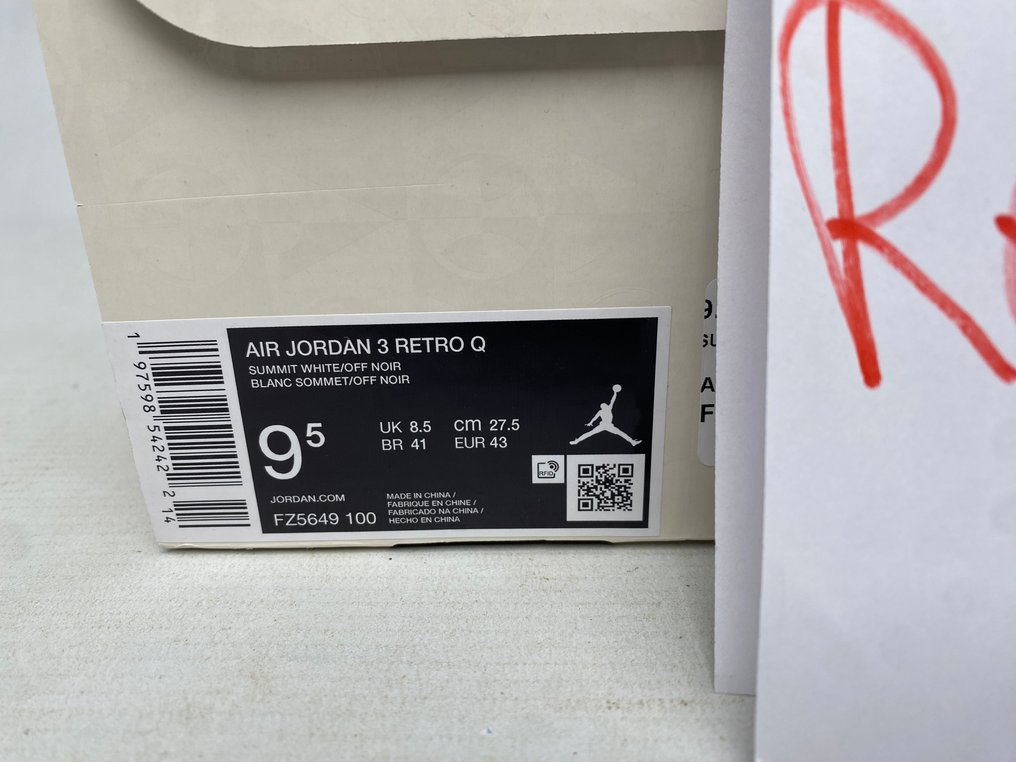 AIR JORDAN 3 RETRO Q
SUMMIT WHITE/OFF NOIR
BLANC SOMMET/OFF NOIR
9⁵
UK 8.5 cm 27.5
BR 41 EUR 43
RFID
JORDAN.COM
FZ5649 100
MADE IN CHINA /
FABRIQUE EN CHINE /
FABRICADO NA CHINA /
HECHO EN CHINA
1 97598 54242 2 14